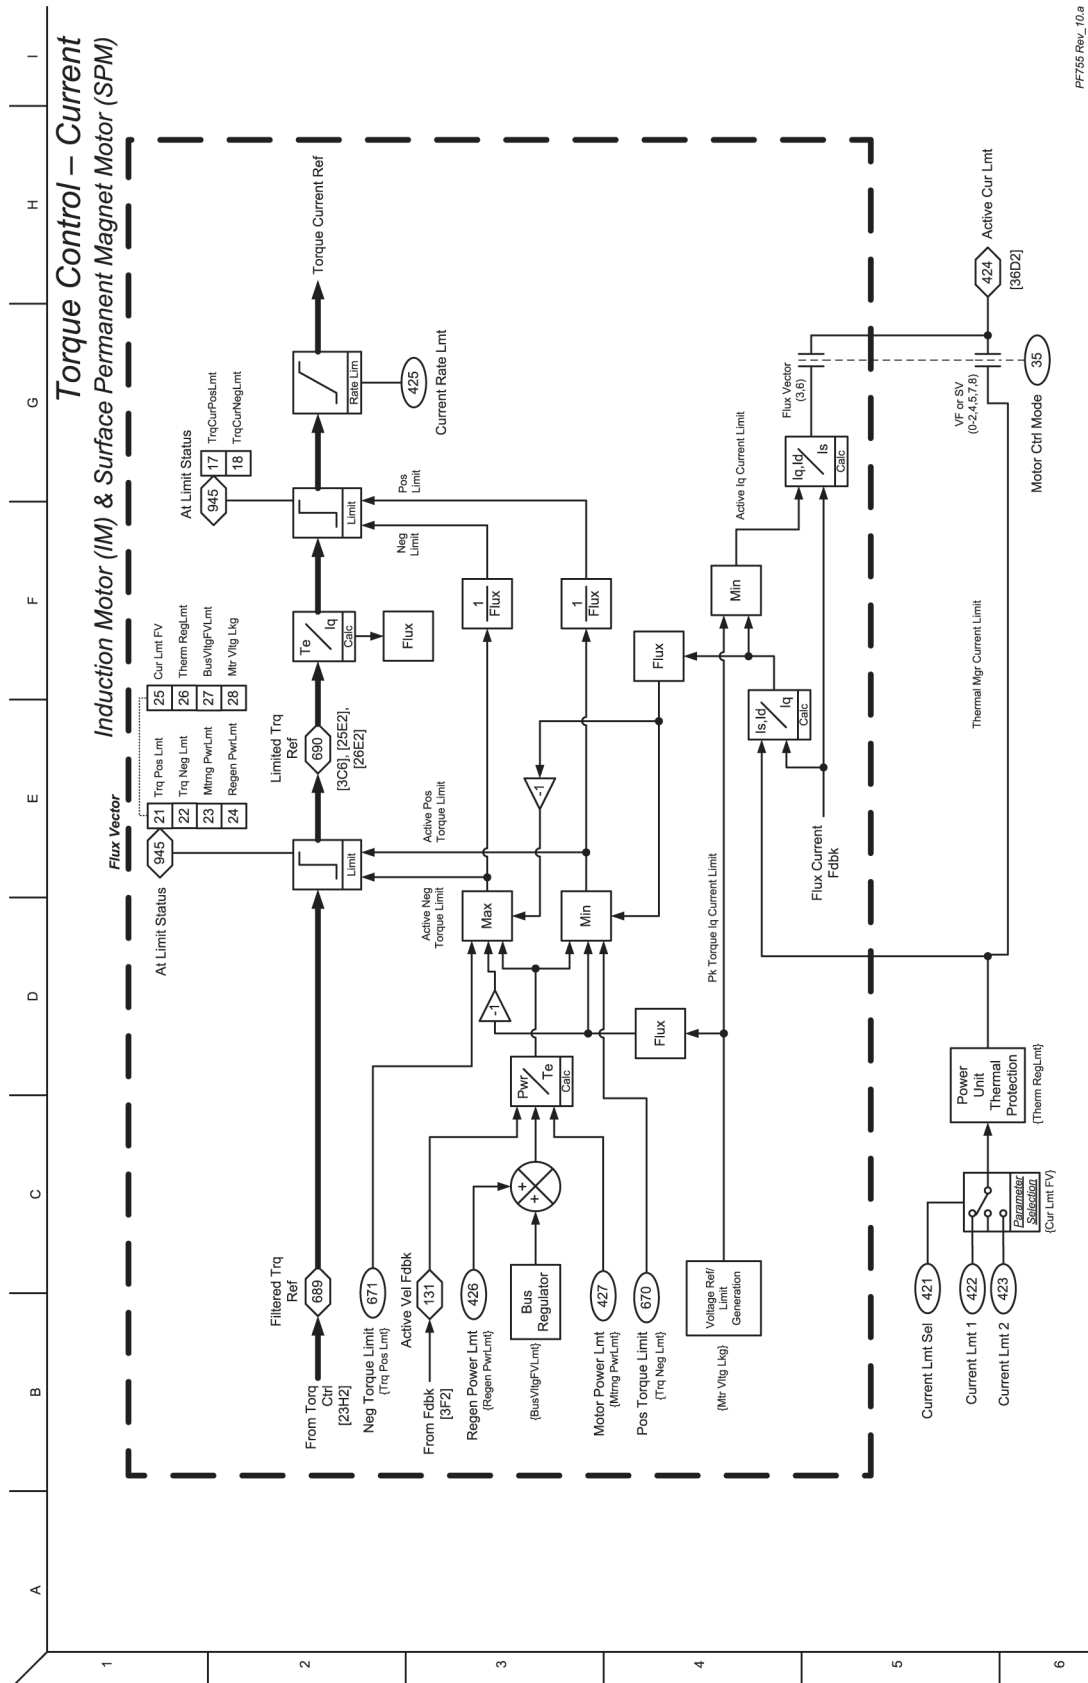 Torque Control – Current
Induction Motor (IM) & Surface Permanent Magnet Motor (SPM)
A
B
C
D
E
F
G
H
I
1
2
3
4
5
6
Flux Vector
At Limit Status
945
21
Trq Pos Lmt
22
Trq Neg Lmt
23
Mtrng PwrLmt
24
Regen PwrLmt
25
Cur Lmt FV
26
Therm RegLmt
27
BusVltgFVLmt
28
Mtr Vltg Lkg
At Limit Status
945
17
TrqCurPosLmt
18
TrqCurNegLmt
From Torq
Ctrl
[23H2]
Filtered Trq
Ref
689
Limit
Limited Trq
Ref
690
[3C6], [25E2],
[26E2]
Te
Iq
Calc
Flux
Limit
Rate Lim
Torque Current Ref
425
Current Rate Lmt
Neg Torque Limit
{Trq Pos Lmt}
671
Active Vel Fdbk
From Fdbk
[3F2]
131
Regen Power Lmt
{Regen PwrLmt}
426
Bus
Regulator
{BusVltgFVLmt}
+
+
Motor Power Lmt
{Mtrng PwrLmt}
427
Pos Torque Limit
{Trq Neg Lmt}
670
Pwr
Te
Calc
-1
Flux
Active Neg
Torque Limit
Max
Min
Active Pos
Torque Limit
-1
Flux
1
Flux
1
Flux
Neg
Limit
Pos
Limit
Voltage Ref/
Limit
Generation
{Mtr Vltg Lkg}
Pk Torque Iq Current Limit
Is,Id
Iq
Calc
Min
Active Iq Current Limit
Iq,Id
Is
Calc
Flux Vector
(3,6)
Flux Current
Fdbk
Current Lmt Sel
421
Current Lmt 1
422
Current Lmt 2
423
Parameter
Selection
{Cur Lmt FV}
Power
Unit
Thermal
Protection
{Therm RegLmt}
Thermal Mgr Current Limit
VF or SV
(0-2,4,5,7,8)
Motor Ctrl Mode
35
424
Active Cur Lmt
[36D2]
PF755 Rev_10.a